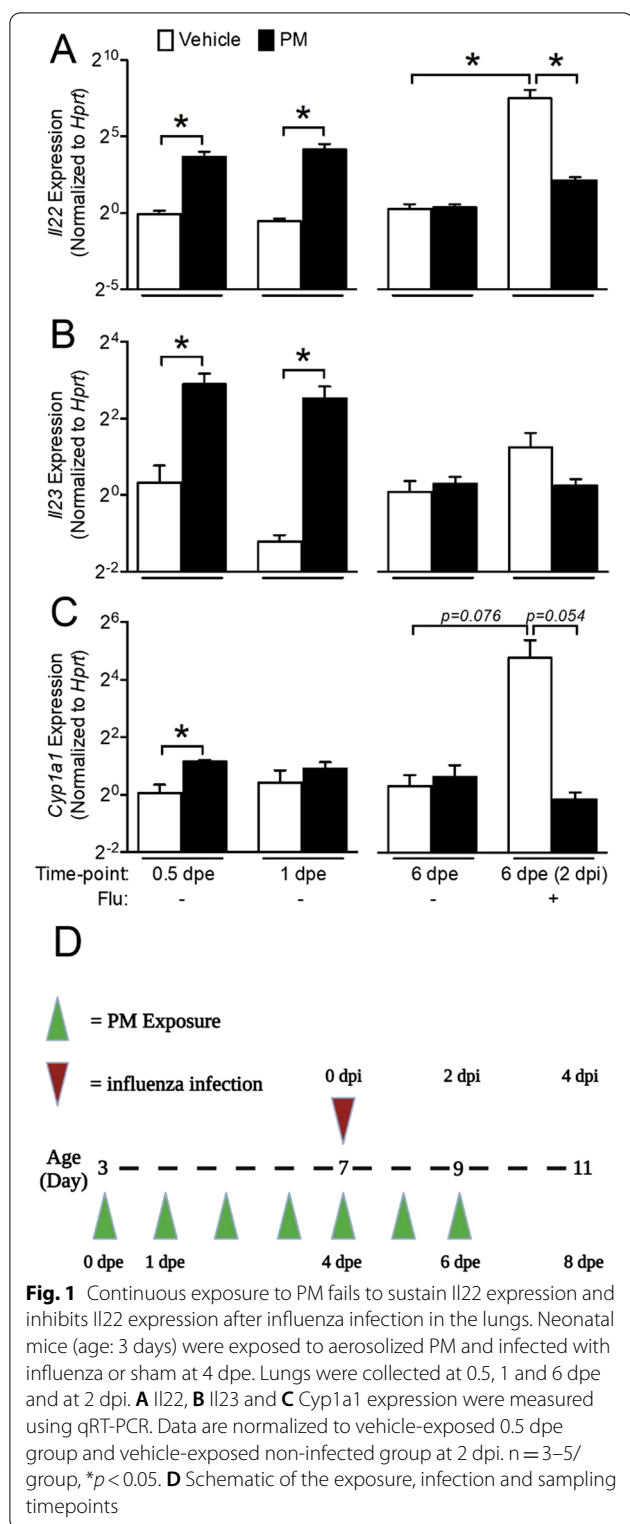 A
Vehicle PM
Il22 Expression
(Normalized to Hprt)
2^10
2^5
2^0
2^-5
* * * *
B
Il23 Expression
(Normalized to Hprt)
2^4
2^2
2^0
2^-2
* *
C
Cyp1a1 Expression
(Normalized to Hprt)
2^6
2^4
2^2
2^0
2^-2
*
p=0.076 p=0.054
Time-point: 0.5 dpe 1 dpe 6 dpe 6 dpe (2 dpi)
Flu: - - - +
D
= PM Exposure
= influenza infection
0 dpi 2 dpi 4 dpi
Age
(Day)
3 7 9 11
0 dpe 1 dpe 4 dpe 6 dpe 8 dpe
Fig. 1 Continuous exposure to PM fails to sustain Il22 expression and
inhibits Il22 expression after influenza infection in the lungs. Neonatal
mice (age: 3 days) were exposed to aerosolized PM and infected with
influenza or sham at 4 dpe. Lungs were collected at 0.5, 1 and 6 dpe
and at 2 dpi. A Il22, B Il23 and C Cyp1a1 expression were measured
using qRT-PCR. Data are normalized to vehicle-exposed 0.5 dpe
group and vehicle-exposed non-infected group at 2 dpi. n = 3–5/
group, *p < 0.05. D Schematic of the exposure, infection and sampling
timepoints